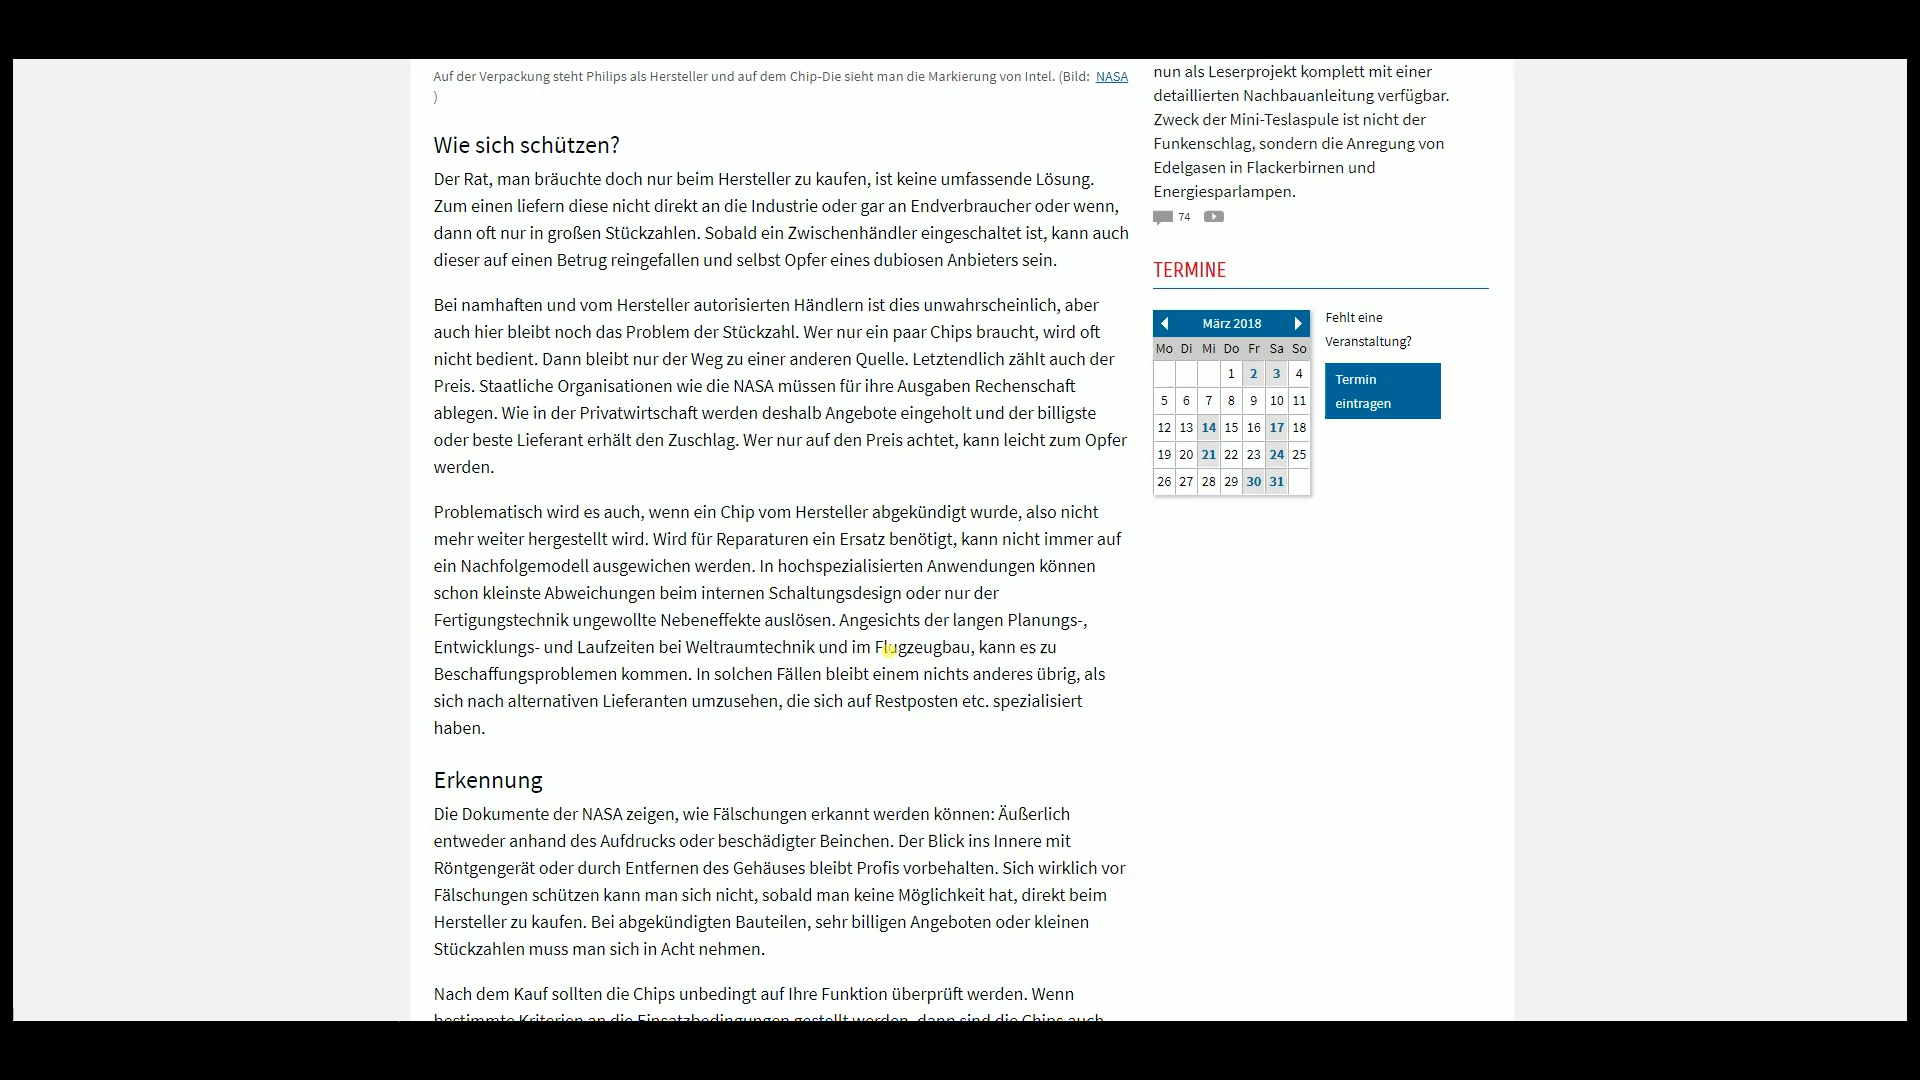 Auf der Verpackung steht Philips als Hersteller und auf dem Chip-Die sieht man die Markierung von Intel. (Bild: NASA
)
Wie sich schützen?
Der Rat, man bräuchte doch nur beim Hersteller zu kaufen, ist keine umfassende Lösung.
Zum einen liefern diese nicht direkt an die Industrie oder gar an Endverbraucher oder wenn,
dann oft nur in großen Stückzahlen. Sobald ein Zwischenhändler eingeschaltet ist, kann auch
dieser auf einen Betrug reingefallen und selbst Opfer eines dubiosen Anbieters sein.
Bei namhaften und vom Hersteller autorisierten Händlern ist dies unwahrscheinlich, aber
auch hier bleibt noch das Problem der Stückzahl. Wer nur ein paar Chips braucht, wird oft
nicht bedient. Dann bleibt nur der Weg zu einer anderen Quelle. Letztendlich zählt auch der
Preis. Staatliche Organisationen wie die NASA müssen für ihre Ausgaben Rechenschaft
ablegen. Wie in der Privatwirtschaft werden deshalb Angebote eingeholt und der billigste
oder beste Lieferant erhält den Zuschlag. Wer nur auf den Preis achtet, kann leicht zum Opfer
werden.
Problematisch wird es auch, wenn ein Chip vom Hersteller abgekündigt wurde, also nicht
mehr weiter hergestellt wird. Wird für Reparaturen ein Ersatz benötigt, kann nicht immer auf
ein Nachfolgemodell ausgewichen werden. In hochspezialisierten Anwendungen können
schon kleinste Abweichungen beim internen Schaltungsdesign oder nur der
Fertigungstechnik ungewollte Nebeneffekte auslösen. Angesichts der langen Planungs-,
Entwicklungs- und Laufzeiten bei Weltraumtechnik und im Flugzeugbau, kann es zu
Beschaffungsproblemen kommen. In solchen Fällen bleibt einem nichts anderes übrig, als
sich nach alternativen Lieferanten umzusehen, die sich auf Restposten etc. spezialisiert
haben.
Erkennung
Die Dokumente der NASA zeigen, wie Fälschungen erkannt werden können: Äußerlich
entweder anhand des Aufdrucks oder beschädigter Beinchen. Der Blick ins Innere mit
Röntgengerät oder durch Entfernen des Gehäuses bleibt Profis vorbehalten. Sich wirklich vor
Fälschungen schützen kann man sich nicht, sobald man keine Möglichkeit hat, direkt beim
Hersteller zu kaufen. Bei abgekündigten Bauteilen, sehr billigen Angeboten oder kleinen
Stückzahlen muss man sich in Acht nehmen.
Nach dem Kauf sollten die Chips unbedingt auf Ihre Funktion überprüft werden. Wenn
bestimmte Kriterien an die Einsatzbedingungen gestellt werden, dann sind die Chips auch
nun als Leserprojekt komplett mit einer
detaillierten Nachbauanleitung verfügbar.
Zweck der Mini-Teslaspule ist nicht der
Funkenschlag, sondern die Anregung von
Edelgasen in Flackerbirnen und
Energiesparlampen.
74
TERMINE
März 2018
Mo Di Mi Do Fr Sa So
1 2 3 4
5 6 7 8 9 10 11
12 13 14 15 16 17 18
19 20 21 22 23 24 25
26 27 28 29 30 31
Fehlt eine
Veranstaltung?
Termin
eintragen